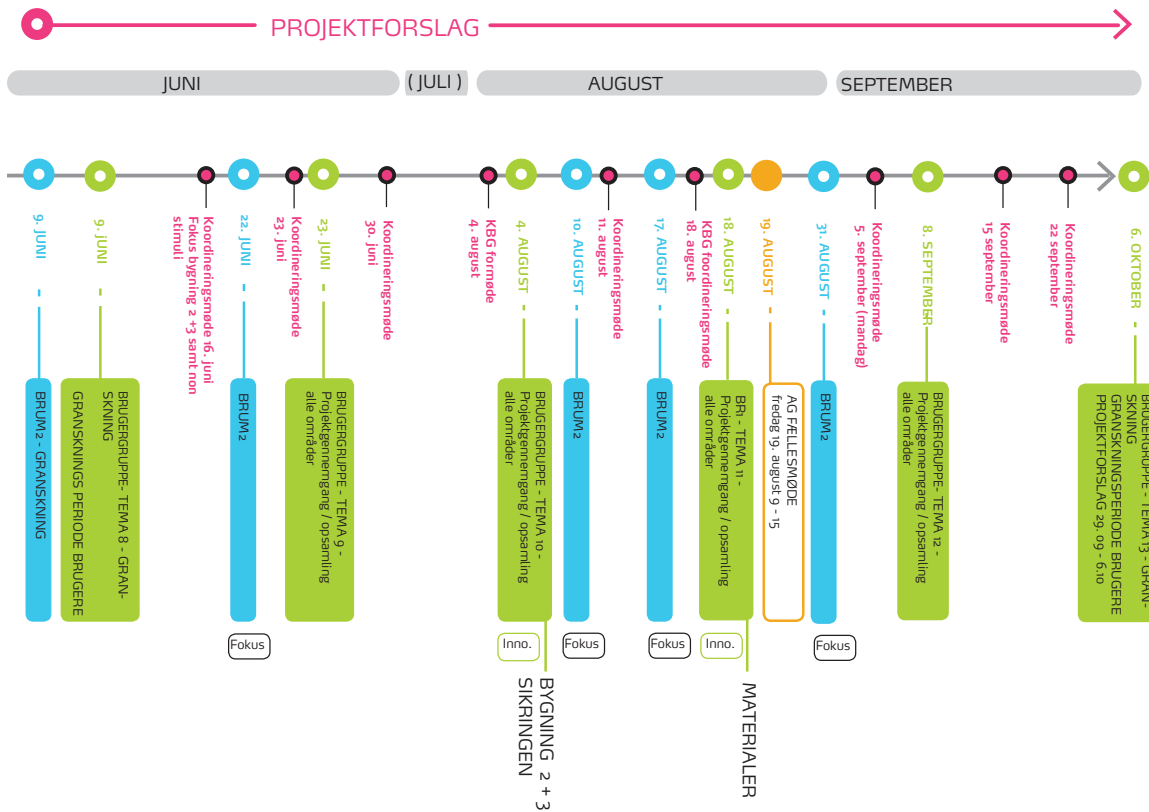 PROJEKTFORSLAG
JUNI
( JULI )
AUGUST
SEPTEMBER
9. JUNI -
9. jUNI -
Koordineringsmøde 16. juni
Fokus bygning 2 +3 samt non
stimuli
22. JUNI -
Koordineringsmøde
23. juni
23. JUNI -
Koordineringsmøde
30. juni
KBG formøde
4. august
4. AUGUST -
10. AUGUST -
Koordineringsmøde
11. august
17. AUGUST -
KBG foordineringsmøde
18. august
18. AUGUST -
19. AUGUST -
31. AUGUST -
Koordineringsmøde
5. september (mandag)
8. SEPTEMBER -
Koordineringsmøde
15 september
Koordineringsmøde
22 september
6. OKTOBER -
BRUM2 - GRANSKNING
BRUGERGRUPPE- TEMA 8 - GRAN-
SKNING
GRANSKNINGS PERIODE BRUGERE
BRUM2
BRUGERGRUPPE - TEMA 9 -
Projektgennemgang / opsamling
alle områder
BRUGERGRUPPE - TEMA 10 -
Projektgennemgang / opsamling
alle områder
BRUM2
BRUM2
BR1 - TEMA 11 -
Projektgennemgang / opsamling
alle områder
AG FÆLLESMØDE
fredag 19. august 9 - 15
BRUM2
BRUGERGRUPPE- TEMA 12 -
Projektgennemgang / opsamling
alle områder
BRUGERGRUPPE - TEMA 13 - GRAN-
SKNING
GRANSKNINGSPERIODE BRUGERE
PROJEKTFORSLAG 29. 09 - 6.10
Fokus
Inno.
Fokus
Fokus
Inno.
Fokus
BYGNING 2 + 3
SIKRINGEN
MATERIALER